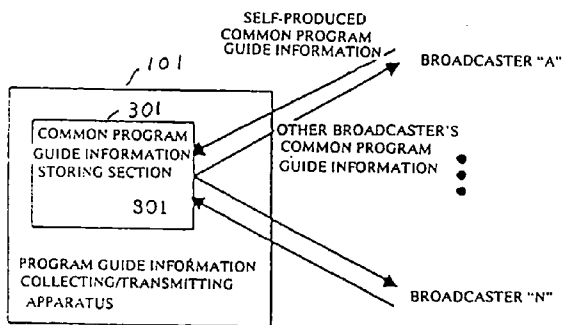 SELF-PRODUCED
COMMON PROGRAM
GUIDE INFORMATION
BROADCASTER "A"
101
301
COMMON PROGRAM
GUIDE INFORMATION
STORING SECTION
301
OTHER BROADCASTER'S
COMMON PROGRAM
GUIDE INFORMATION
PROGRAM GUIDE INFORMATION
COLLECTING/TRANSMITTING
APPARATUS
BROADCASTER "N"